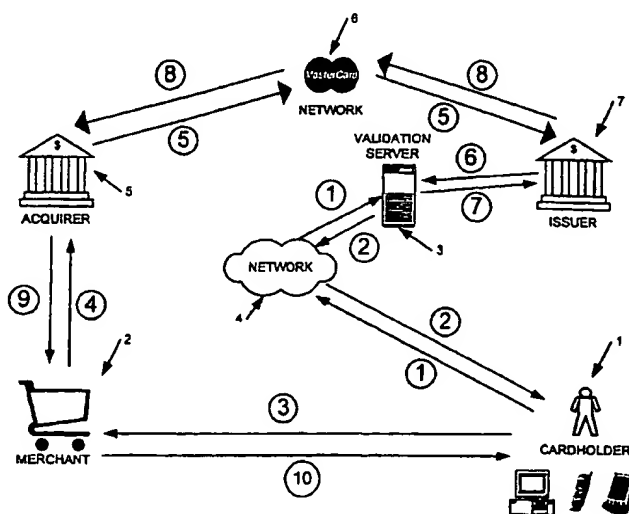 6
MasterCard
NETWORK
8
5
8
5
7
$
ACQUIRER
5
VALIDATION
SERVER
3
6
7
$
ISSUER
1
2
NETWORK
4
2
1
9
4
2
MERCHANT
3
10
1
CARDHOLDER